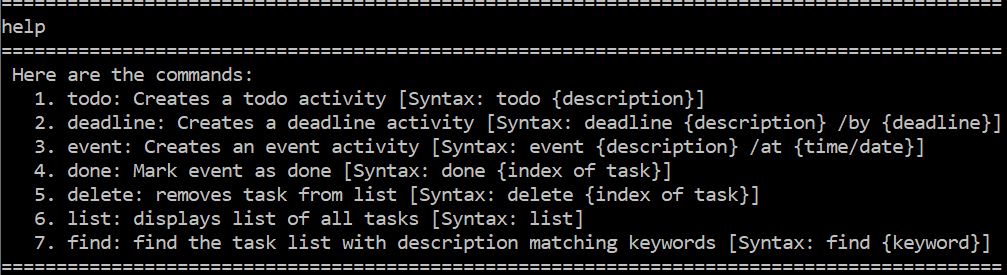 ===========================================================================================
help
===========================================================================================
Here are the commands:
1. todo: Creates a todo activity [Syntax: todo {description}]
2. deadline: Creates a deadline activity [Syntax: deadline {description} /by {deadline}]
3. event: Creates an event activity [Syntax: event {description} /at {time/date}]
4. done: Mark event as done [Syntax: done {index of task}]
5. delete: removes task from list [Syntax: delete {index of task}]
6. list: displays list of all tasks [Syntax: list]
7. find: find the task list with description matching keywords [Syntax: find {keyword}]
===========================================================================================